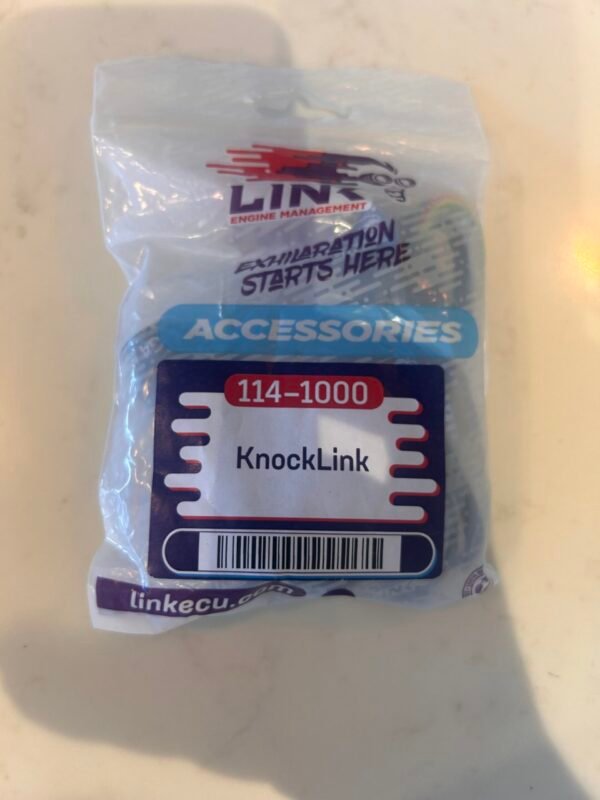 LINK
ENGINE MANAGEMENT
EXHILARATION
STARTS HERE
ACCESSORIES
114-1000
KnockLink
linkecu.com